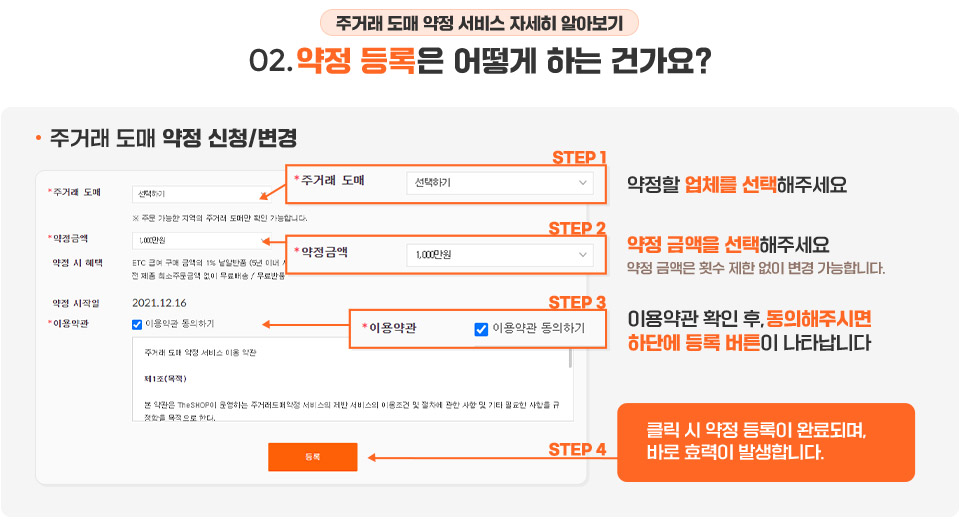 주거래 도매 약정 서비스 자세히 알아보기
02. 약정 등록은 어떻게 하는 건가요?
• 주거래 도매 약정 신청/변경
STEP 1
*주거래 도매 선택하기
*주거래 도매 선택하기
약정할 업체를 선택해주세요
※ 주문 가능한 지역의 주거래 도매만 확인 가능합니다.
STEP 2
*약정금액 1,000만원
*약정금액 1,000만원
약정 금액을 선택해주세요
약정 금액은 횟수 제한 없이 변경 가능합니다.
약정 시 혜택 ETC 급여 구매 금액의 1% 낱알반품 (5년 이내
전 제품 최소주문금액 없이 무료배송 / 무료반품
약정 시작일 2021.12.16
STEP 3
*이용약관 이용약관 동의하기
*이용약관 이용약관 동의하기
이용약관 확인 후, 동의해주시면
하단에 등록 버튼이 나타납니다
주거래 도매 약정 서비스 이용 약관
제1조(목적)
본 약관은 TheSHOP이 운영하는 주거래도매약정 서비스의 제반 서비스의 이용조건 및 절차에 관한 사항 및 기타 필요한 사항을 규
정함을 목적으로 한다.
등록
STEP 4
클릭 시 약정 등록이 완료되며,
바로 효력이 발생합니다.